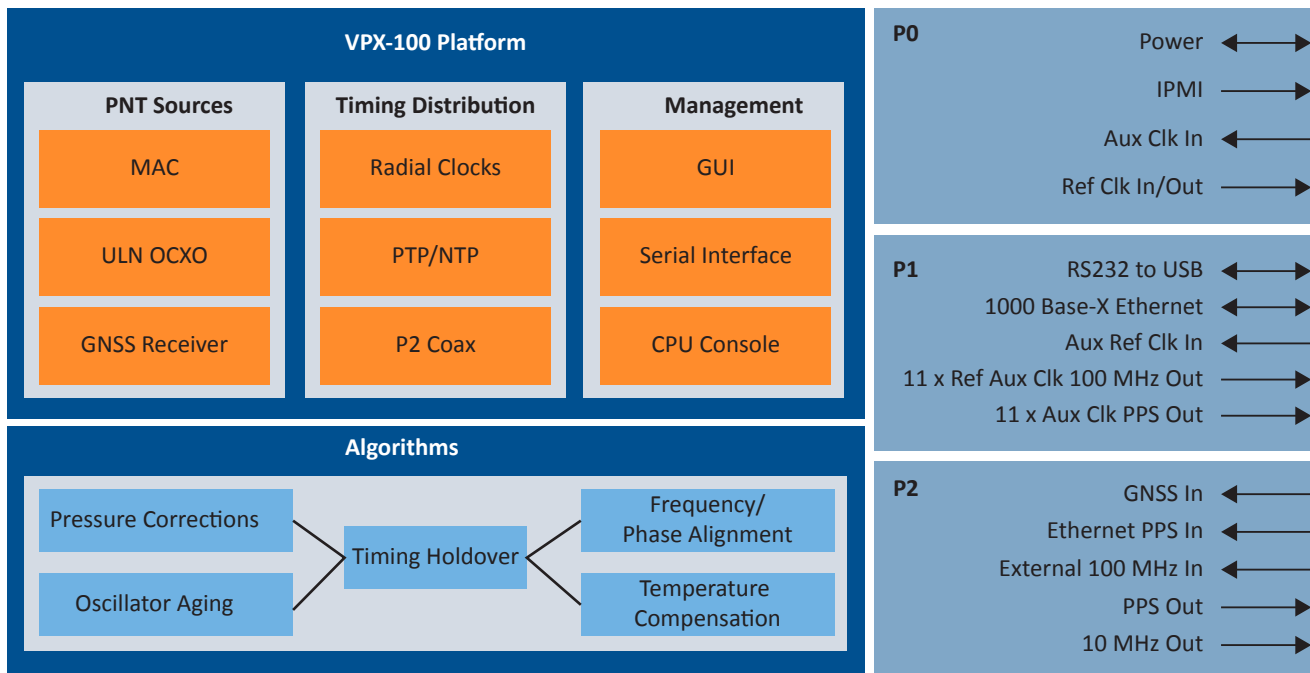 VPX-100 Platform
PNT Sources
MAC
ULN OCXO
GNSS Receiver
Timing Distribution
Radial Clocks
PTP/NTP
P2 Coax
Management
GUI
Serial Interface
CPU Console
Algorithms
Pressure Corrections
Oscillator Aging
Timing Holdover
Frequency/
Phase Alignment
Temperature
Compensation
P0
Power
IPMI
Aux Clk In
Ref Clk In/Out
P1
RS232 to USB
1000 Base-X Ethernet
Aux Ref Clk In
11 x Ref Aux Clk 100 MHz Out
11 x Aux Clk PPS Out
P2
GNSS In
Ethernet PPS In
External 100 MHz In
PPS Out
10 MHz Out